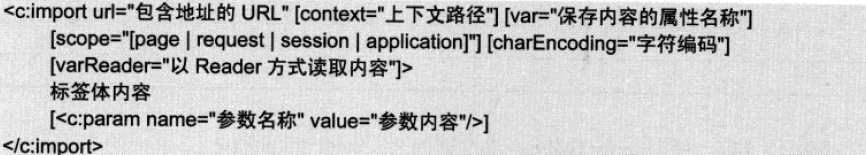 <c:import url="包含地址的 URL" [context="上下文路径"] [var="保存内容的属性名称"]
[scope="[page | request | session | application]"] [charEncoding="字符编码"]
[varReader="以 Reader 方式读取内容"]>
标签体内容
[<c:param name="参数名称" value="参数内容"/>]
</c:import>